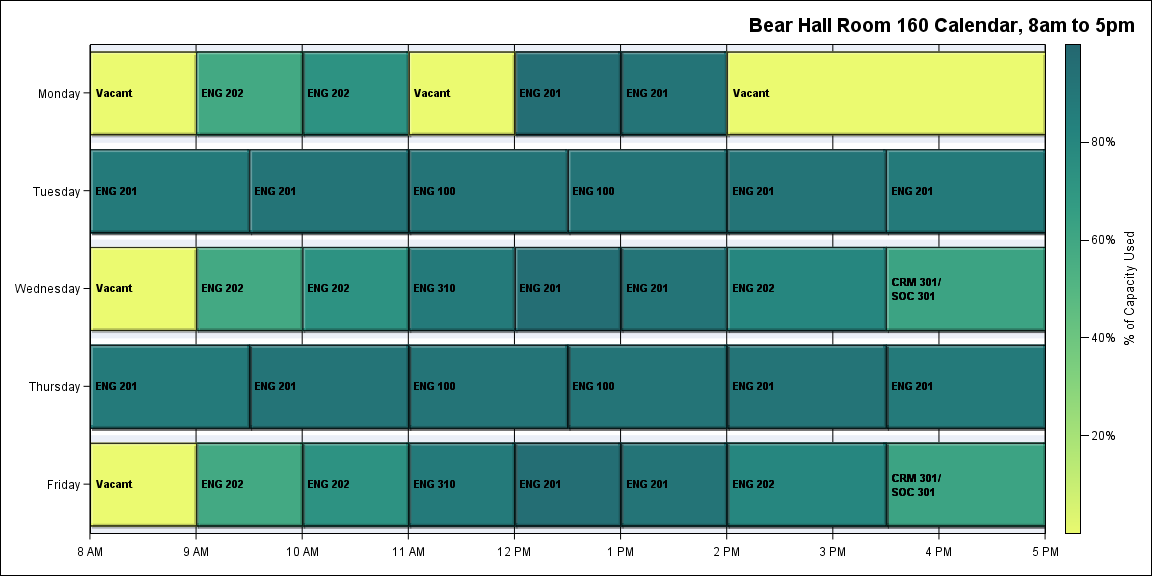 Bear Hall Room 160 Calendar, 8am to 5pm
Monday
Vacant
ENG 202
ENG 202
Vacant
ENG 201
ENG 201
Vacant
Tuesday
ENG 201
ENG 201
ENG 100
ENG 100
ENG 201
ENG 201
Wednesday
Vacant
ENG 202
ENG 202
ENG 310
ENG 201
ENG 201
ENG 202
CRM 301/
SOC 301
Thursday
ENG 201
ENG 201
ENG 100
ENG 100
ENG 201
ENG 201
Friday
Vacant
ENG 202
ENG 202
ENG 310
ENG 201
ENG 201
ENG 202
CRM 301/
SOC 301
8 AM
9 AM
10 AM
11 AM
12 PM
1 PM
2 PM
3 PM
4 PM
5 PM
80%
60%
40%
20%
% of Capacity Used